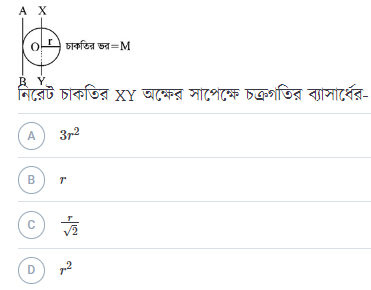 A X
O r চাকতির ভর=M
B Y
নিরেট চাকতির XY অক্ষের সাপেক্ষে চক্রগতির ব্যাসার্ধের-
A 3r²
B r
C r/√2
D r²